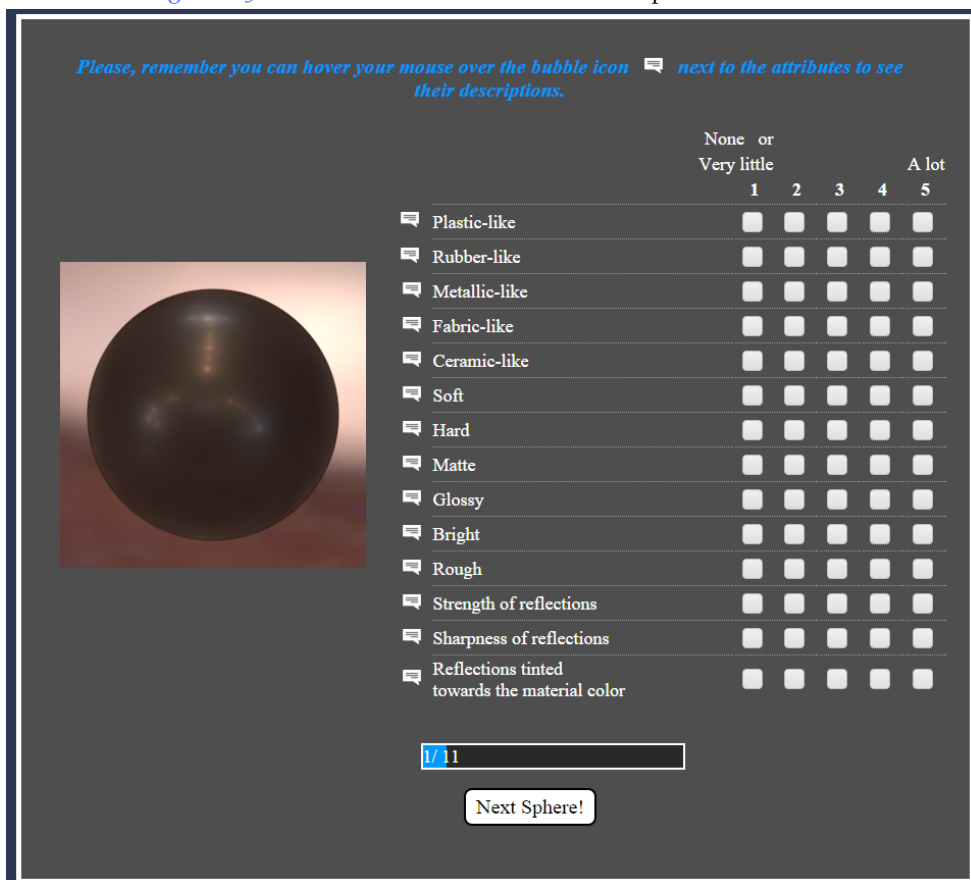 Please, remember you can hover your mouse over the bubble icon next to the attributes to see
their descriptions.
None or
Very little A lot
1 2 3 4 5
Plastic-like
Rubber-like
Metallic-like
Fabric-like
Ceramic-like
Soft
Hard
Matte
Glossy
Bright
Rough
Strength of reflections
Sharpness of reflections
Reflections tinted
towards the material color
1/ 11
Next Sphere!